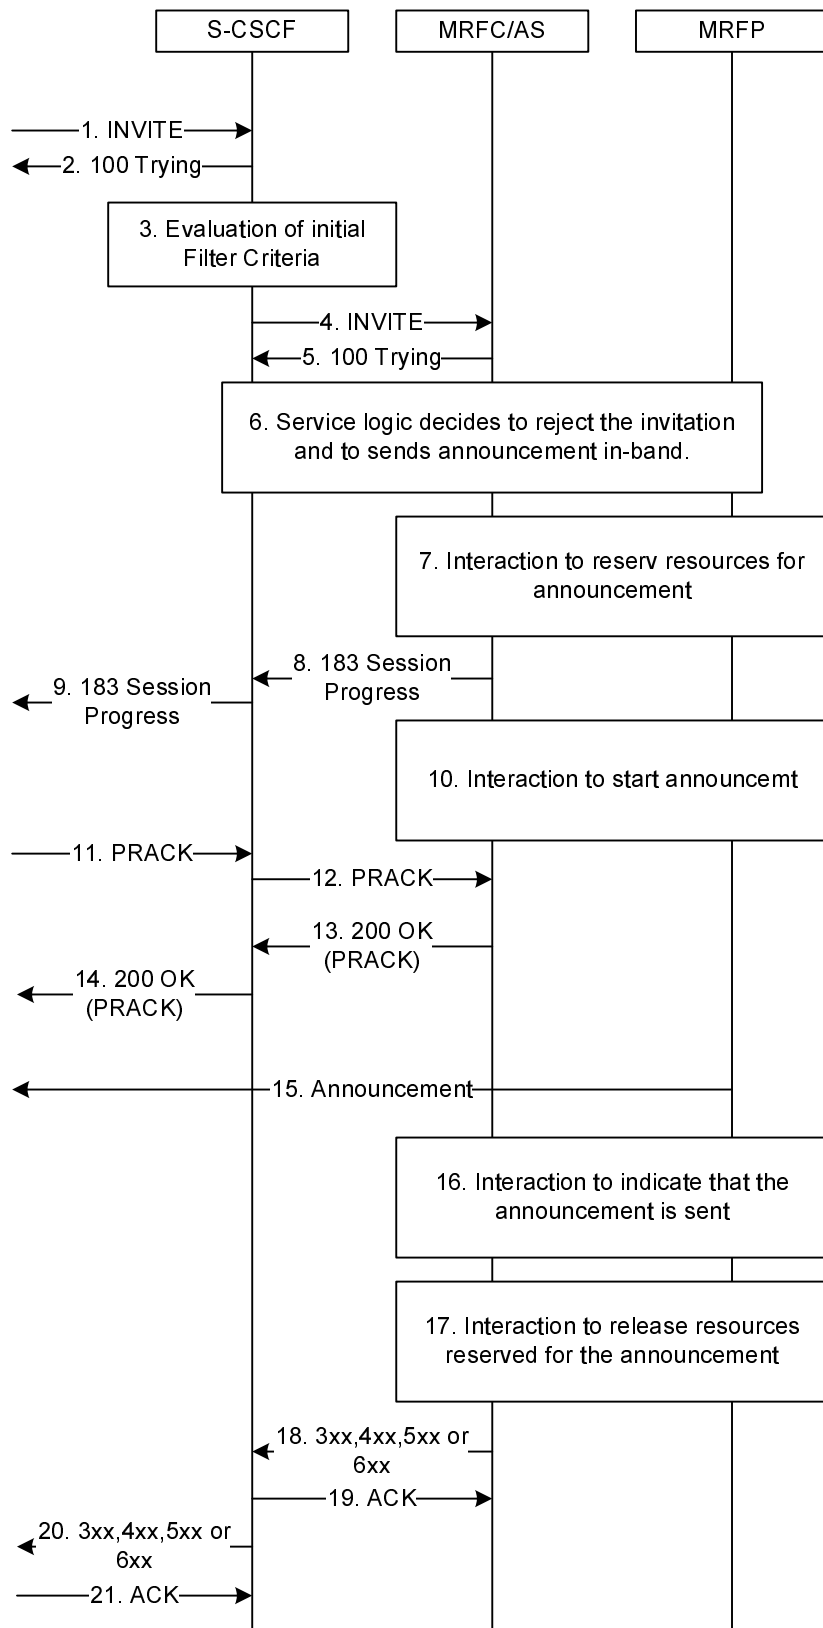 S-CSCF
MRFC/AS
MRFP
1. INVITE
2. 100 Trying
3. Evaluation of initial
Filter Criteria
4. INVITE
5. 100 Trying
6. Service logic decides to reject the invitation
and to sends announcement in-band.
7. Interaction to reserv resources for
announcement
8. 183 Session
Progress
9. 183 Session
Progress
10. Interaction to start announcemt
11. PRACK
12. PRACK
13. 200 OK
(PRACK)
14. 200 OK
(PRACK)
15. Announcement
16. Interaction to indicate that the
announcement is sent
17. Interaction to release resources
reserved for the announcement
18. 3xx,4xx,5xx or
6xx
19. ACK
20. 3xx,4xx,5xx or
6xx
21. ACK